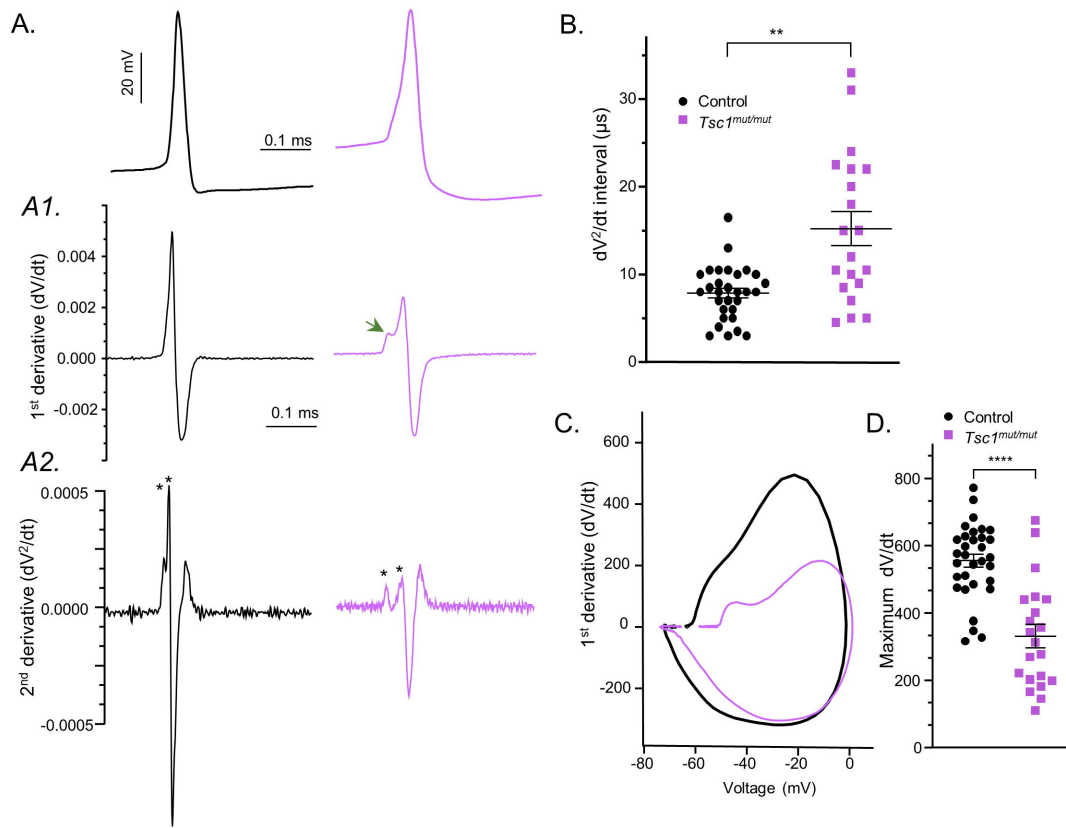 A.
20 mV
0.1 ms
A1.
1st derivative (dV/dt)
0.004
0.002
0.000
-0.002
0.1 ms
A2.
2nd derivative (dV²/dt)
0.0005
0.0000
-0.0005
* *
* *
B.
**
Control
Tsc1mut/mut
dV²/dt interval (µs)
30
20
10
0
C.
1st derivative (dV/dt)
600
400
200
0
-200
-80 -60 -40 -20 0
Voltage (mV)
D.
Control
Tsc1mut/mut
****
Maximum dV/dt
800
600
400
200
0